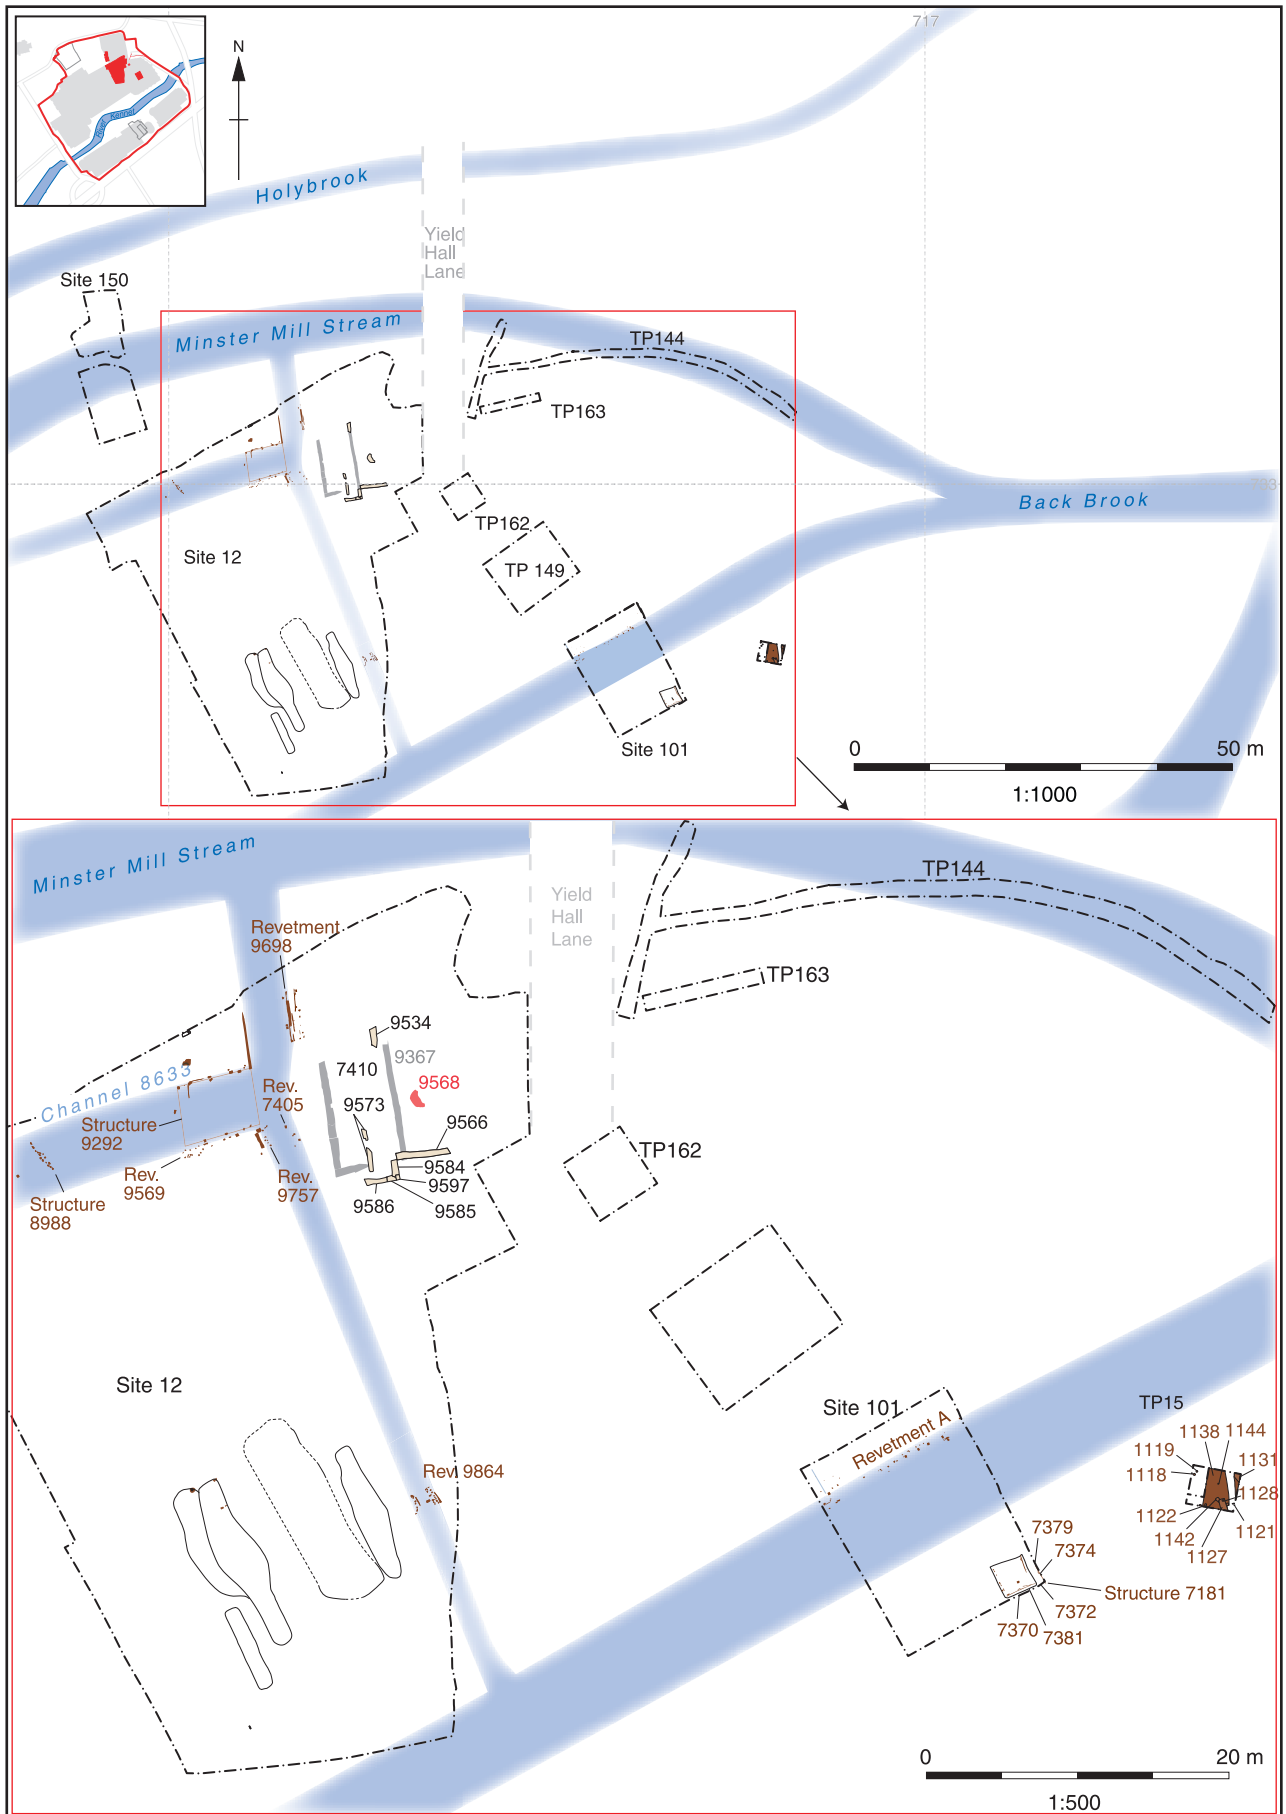 717
N
River Kennet
Holybrook
Yield
Hall
Lane
Site 150
Minster Mill Stream
TP144
TP163
703
Back Brook
TP162
Site 12
TP 149
Site 101
0 50 m
1:1000
Minster Mill Stream
TP144
Yield
Hall
Lane
Revetment
9698
TP163
9534
9367
7410
9568
Channel 8633
Rev.
7405
9573
Structure
9292
9566
TP162
9584
Rev.
9569
Rev.
9757
9597
Structure
8988
9586
9585
Site 12
Site 101
TP15
Revetment A
1138
1144
1119
1131
1118
1128
Rev. 9864
1122
1121
1142
1127
7379
7374
Structure 7181
7372
7370
7381
0 20 m
1:500